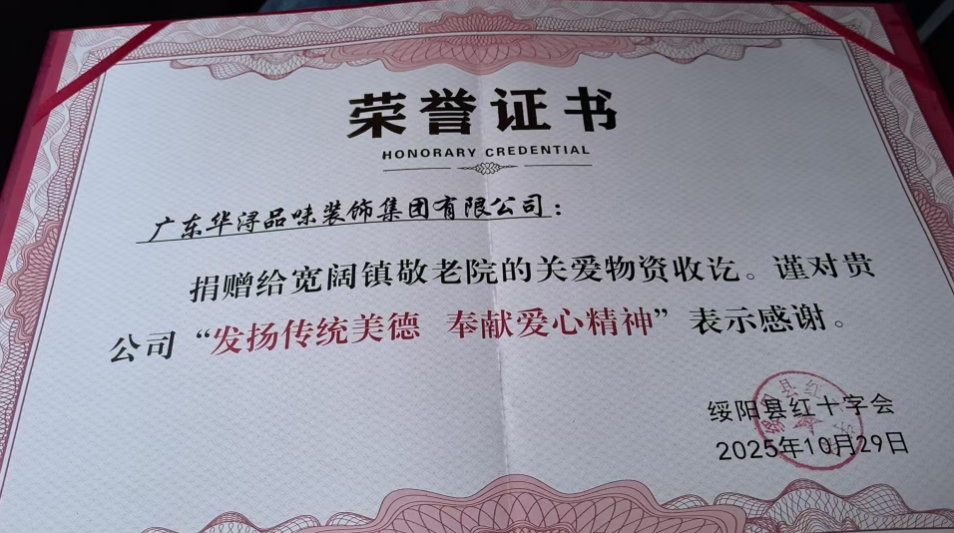 荣誉证书
HONORARY CREDENTIAL
广东华浔品味装饰集团有限公司：
捐赠给宽阔镇敬老院的关爱物资收讫。谨对贵
公司“发扬传统美德 奉献爱心精神”表示感谢。
绥阳县红十字会
2025年10月29日